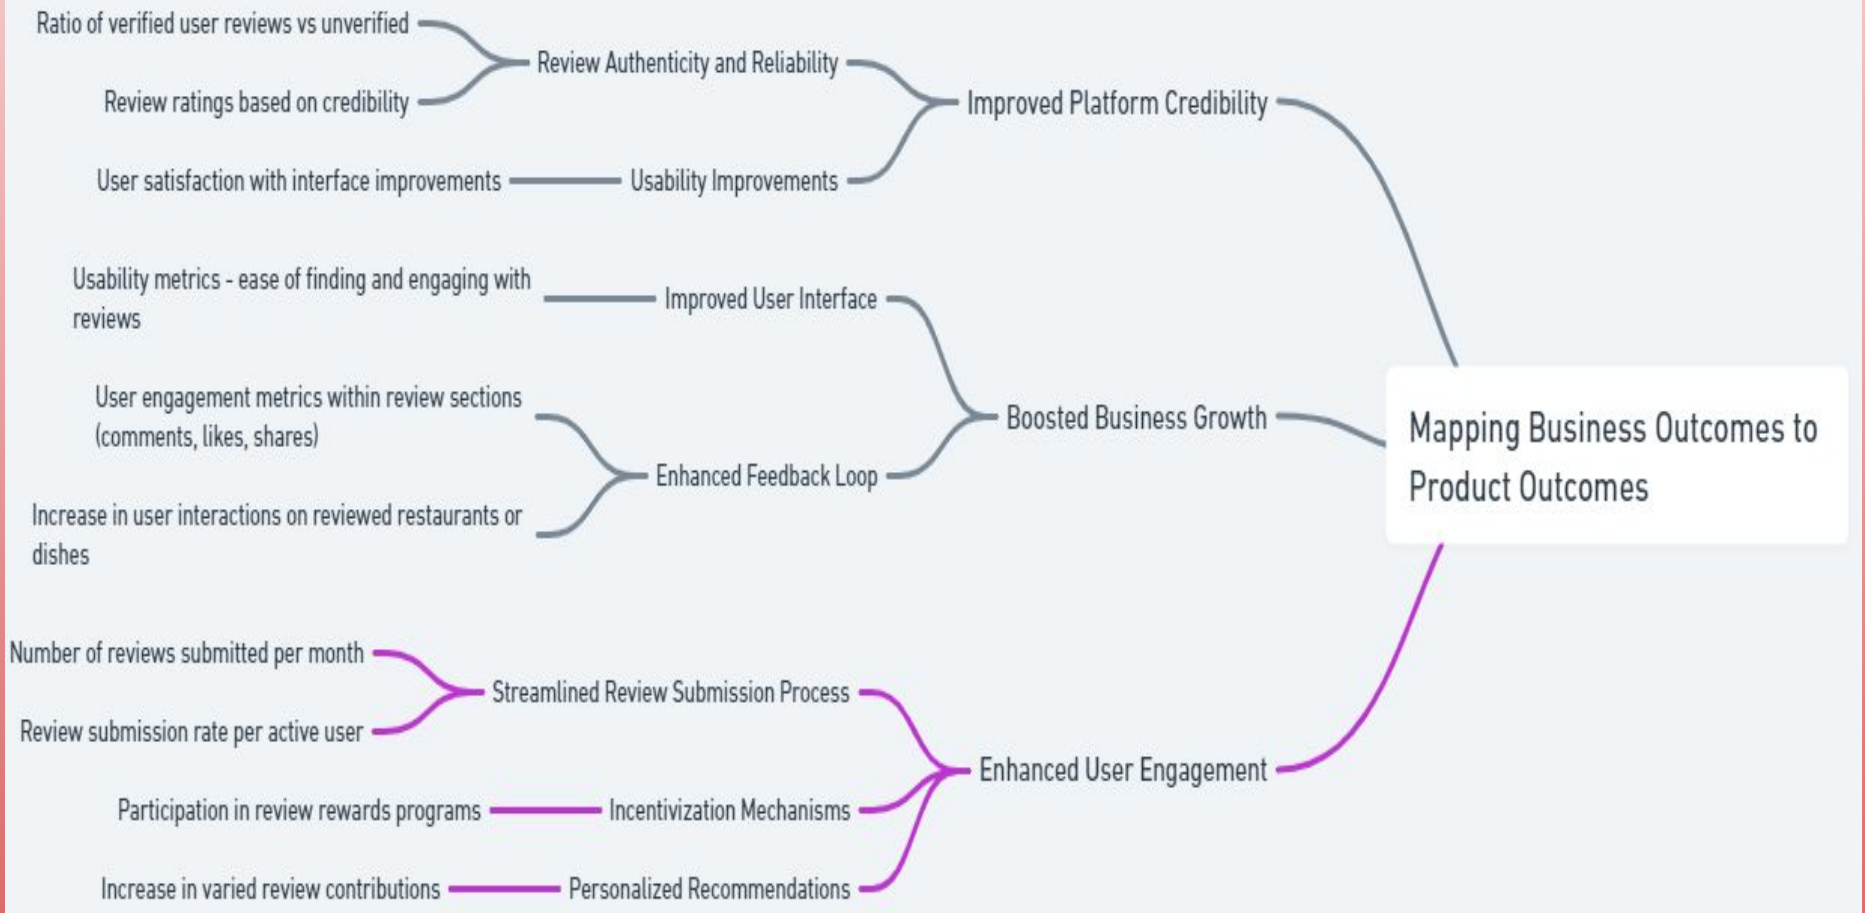 Ratio of verified user reviews vs unverified
Review Authenticity and Reliability
Review ratings based on credibility
Improved Platform Credibility
User satisfaction with interface improvements
Usability Improvements
Usability metrics - ease of finding and engaging with
reviews
Improved User Interface
User engagement metrics within review sections
(comments, likes, shares)
Boosted Business Growth
Enhanced Feedback Loop
Increase in user interactions on reviewed restaurants or
dishes
Mapping Business Outcomes to
Product Outcomes
Number of reviews submitted per month
Streamlined Review Submission Process
Review submission rate per active user
Enhanced User Engagement
Participation in review rewards programs
Incentivization Mechanisms
Increase in varied review contributions
Personalized Recommendations